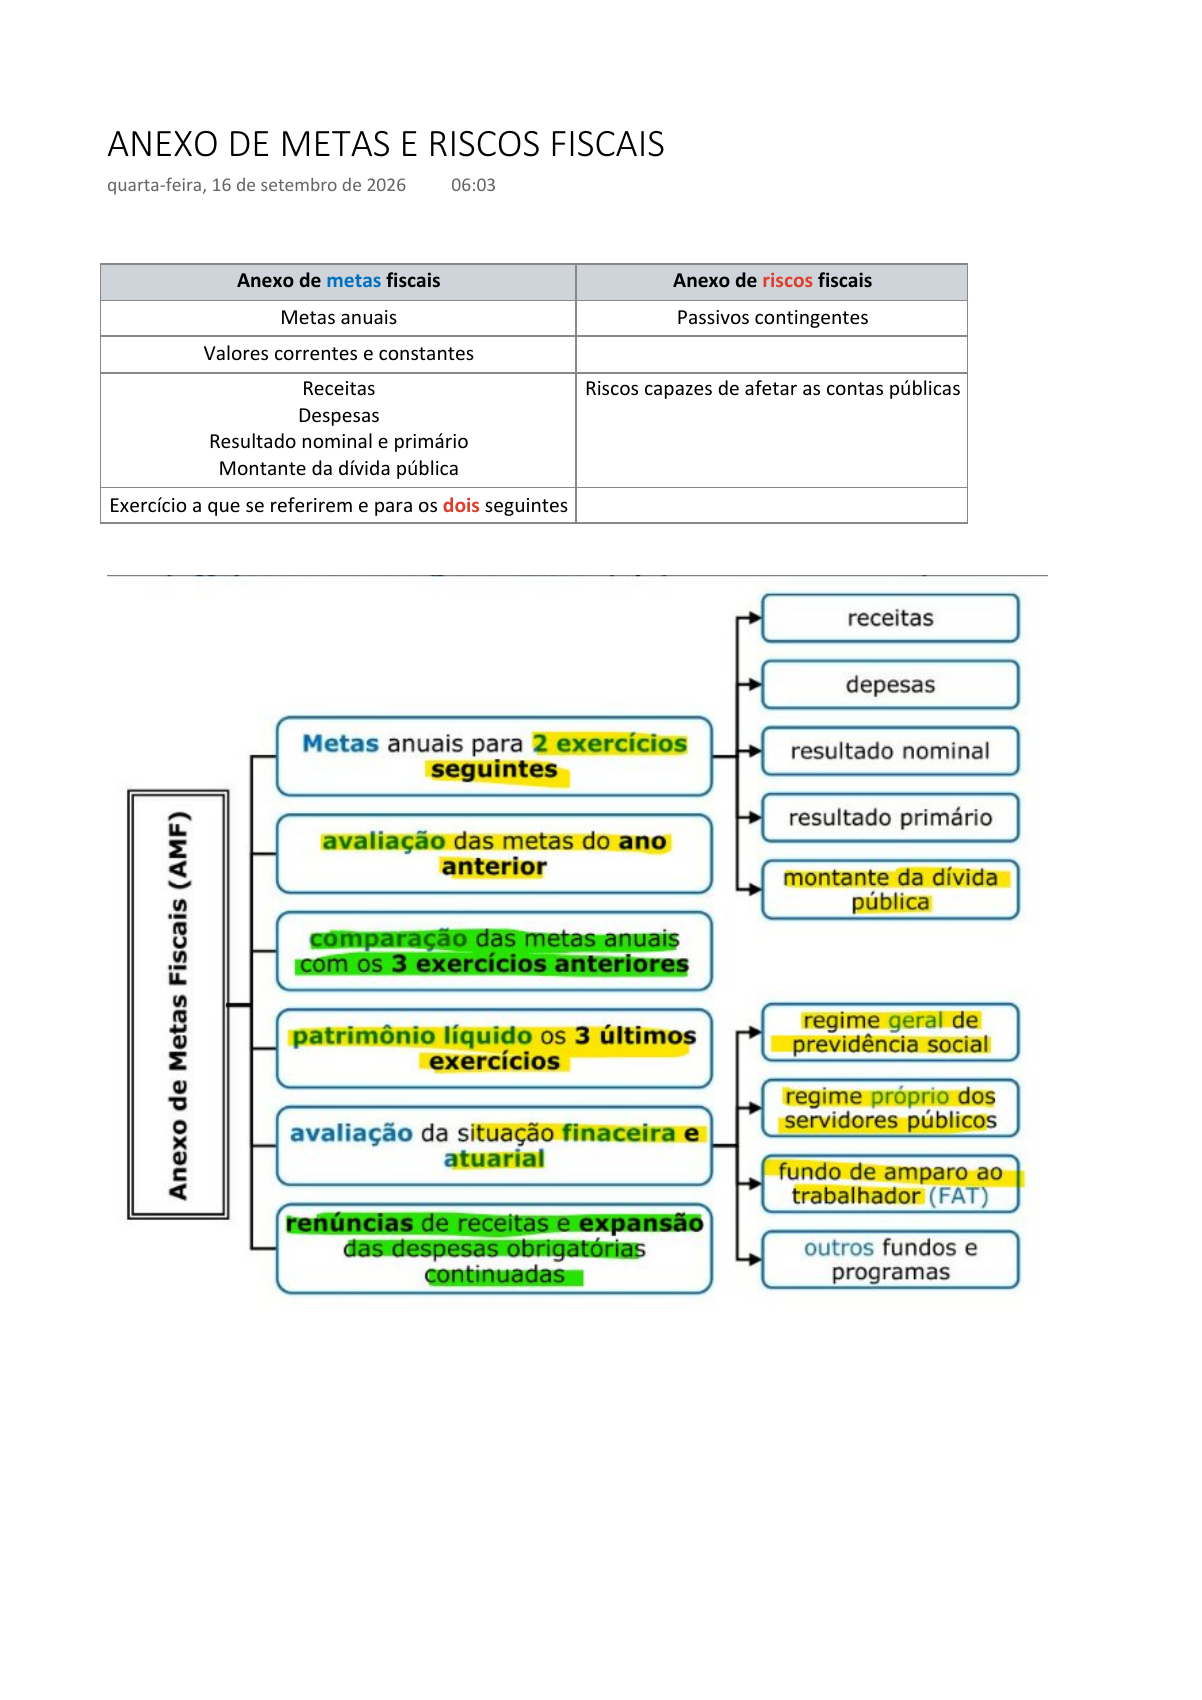 ANEXO DE METAS E RISCOS FISCAIS
quarta-feira, 16 de setembro de 2026 06:03
Anexo de metas fiscais
Anexo de riscos fiscais
Metas anuais
Passivos contingentes
Valores correntes e constantes
Receitas
Despesas
Resultado nominal e primário
Montante da dívida pública
Riscos capazes de afetar as contas públicas
Exercício a que se referirem e para os dois seguintes
Anexo de Metas Fiscais (AMF)
Metas anuais para 2 exercícios
seguintes
receitas
depesas
resultado nominal
resultado primário
montante da dívida
pública
avaliação das metas do ano
anterior
comparação das metas anuais
com os 3 exercícios anteriores
patrimônio líquido os 3 últimos
exercícios
avaliação da situação finaceira e
atuarial
regime geral de
previdência social
regime próprio dos
servidores públicos
fundo de amparo ao
trabalhador (FAT)
outros fundos e
programas
renúncias de receitas e expansão
das despesas obrigatórias
continuadas